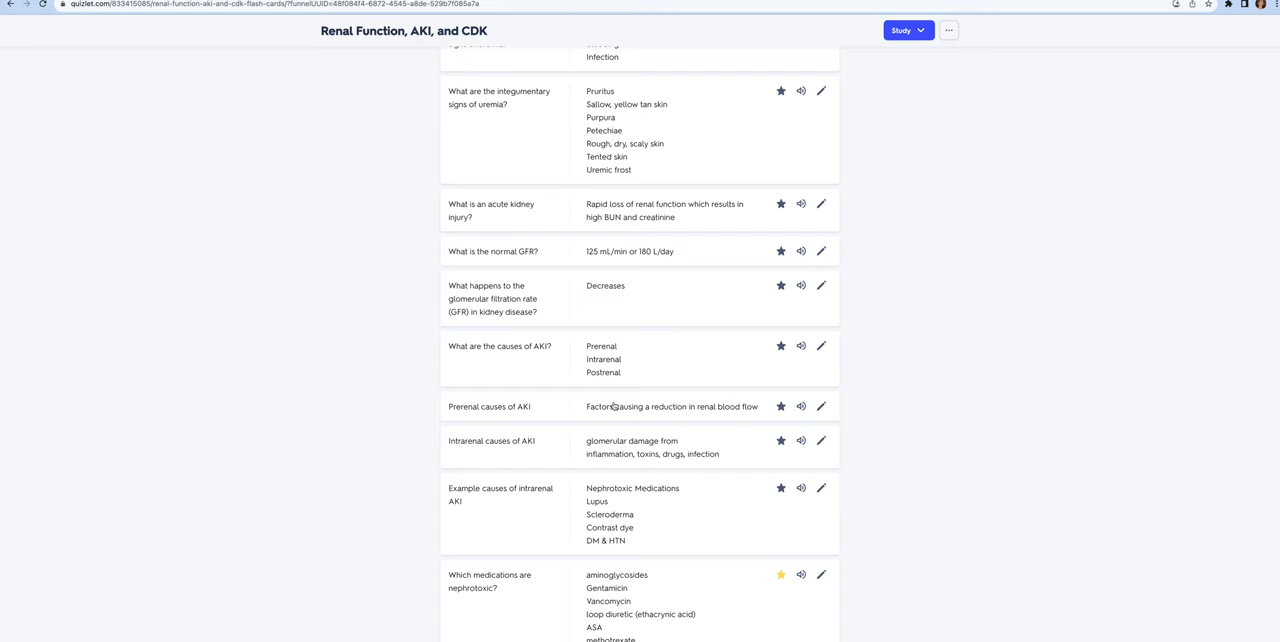 quizlet.com/833415085/renal-function-aki-and-cdk-flash-cards/?funnelUUID=48f084f4-6872-4545-a8de-529b7f085a7a
Renal Function, AKI, and CDK
Study
Infection
What are the integumentary
signs of uremia?
Pruritus
Sallow, yellow tan skin
Purpura
Petechiae
Rough, dry, scaly skin
Tented skin
Uremic frost
What is an acute kidney
injury?
Rapid loss of renal function which results in
high BUN and creatinine
What is the normal GFR?
125 mL/min or 180 L/day
What happens to the
glomerular filtration rate
(GFR) in kidney disease?
Decreases
What are the causes of AKI?
Prerenal
Intrarenal
Postrenal
Prerenal causes of AKI
Factors causing a reduction in renal blood flow
Intrarenal causes of AKI
glomerular damage from
inflammation, toxins, drugs, infection
Example causes of intrarenal
AKI
Nephrotoxic Medications
Lupus
Scleroderma
Contrast dye
DM & HTN
Which medications are
nephrotoxic?
aminoglycosides
Gentamicin
Vancomycin
loop diuretic (ethacrynic acid)
ASA
methotrexate